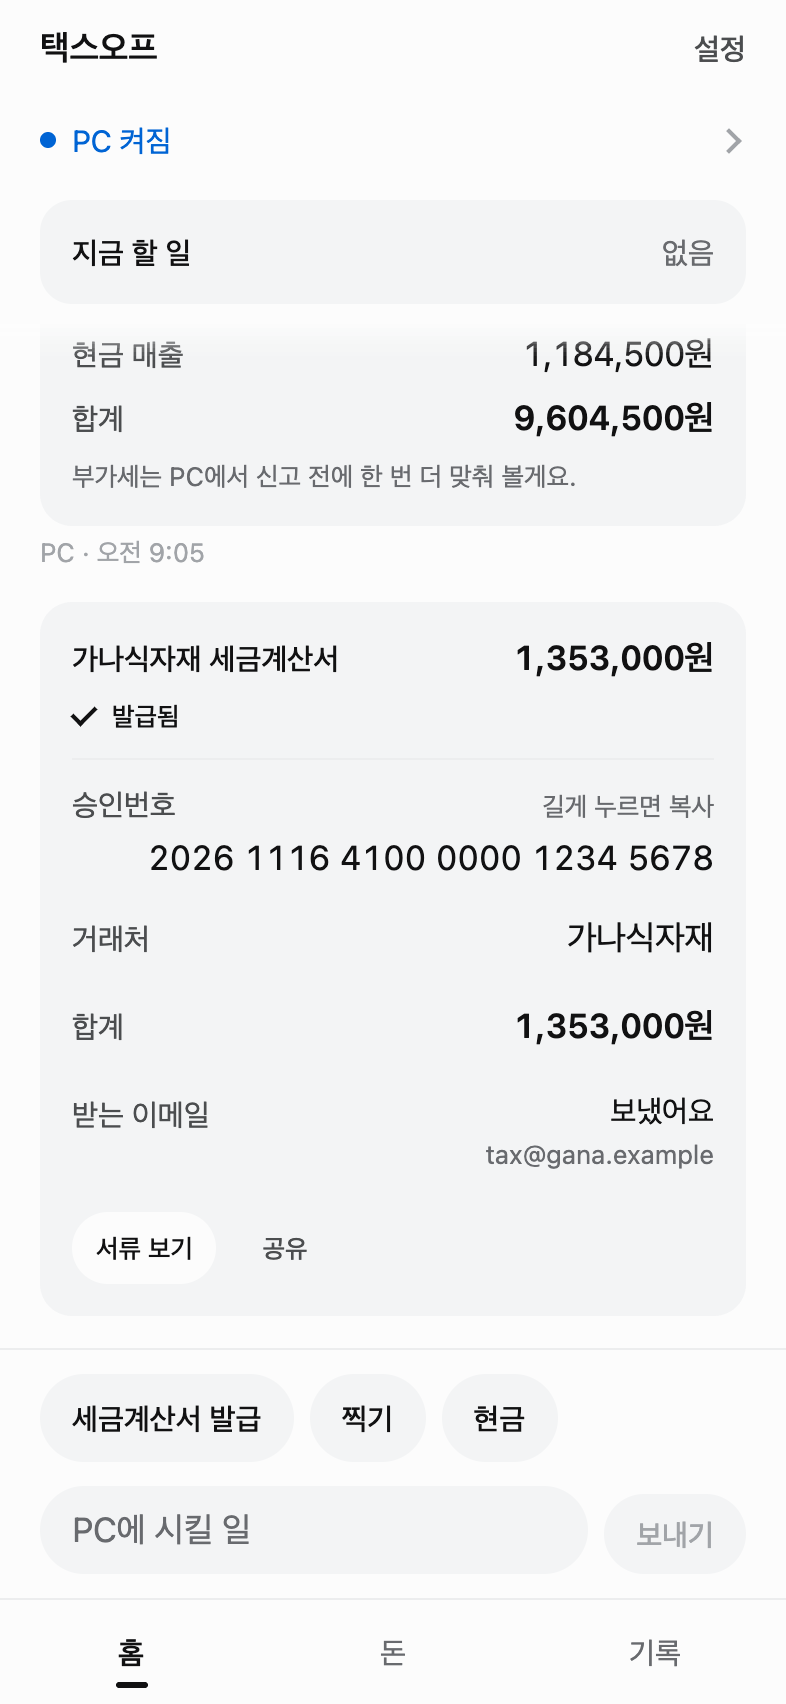 택스오프
설정
PC 켜짐
지금 할 일
없음
현금 매출
1,184,500원
합계
9,604,500원
부가세는 PC에서 신고 전에 한 번 더 맞춰 볼게요.
PC · 오전 9:05
가나식자재 세금계산서
1,353,000원
발급됨
승인번호
길게 누르면 복사
2026 1116 4100 0000 1234 5678
거래처
가나식자재
합계
1,353,000원
받는 이메일
보냈어요
tax@gana.example
서류 보기
공유
세금계산서 발급
찍기
현금
PC에 시킬 일
보내기
홈
돈
기록